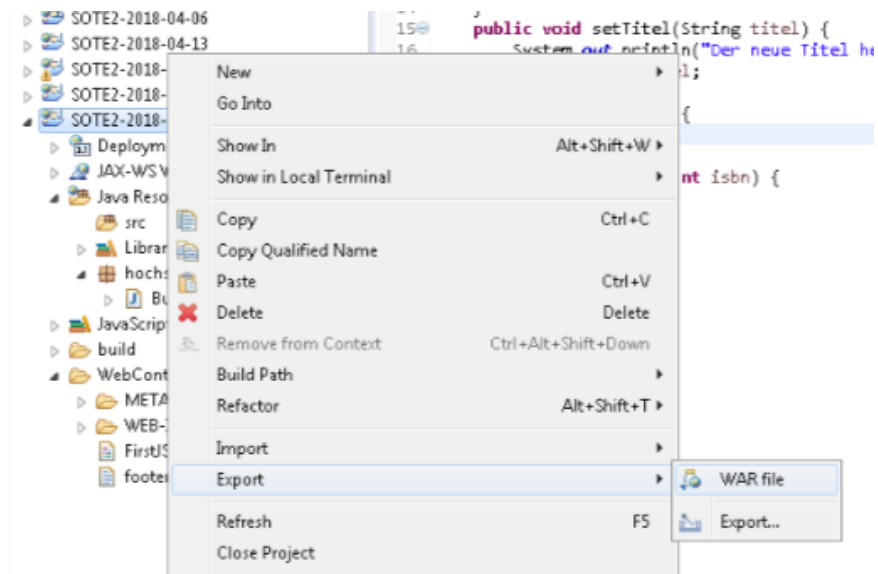 SOTE2-2018-04-06
SOTE2-2018-04-13
SOTE2-2018-
SOTE2-2018-
SOTE2-2018-
Deploym
JAX-WS W
Java Reso
src
Librar
hochs
Bu
JavaScrip
build
WebCont
META
WEB-
FirstJS
footer
}
15 public void setTitel(String titel) {
16 System.out.println("Der neue Titel he
el;
{
nt isbn) {
New
Go Into
Show In Alt+Shift+W
Show in Local Terminal
Copy Ctrl+C
Copy Qualified Name
Paste Ctrl+V
Delete Delete
Remove from Context Ctrl+Alt+Shift+Down
Build Path
Refactor Alt+Shift+T
Import
Export
Refresh F5
Close Project
WAR file
Export...